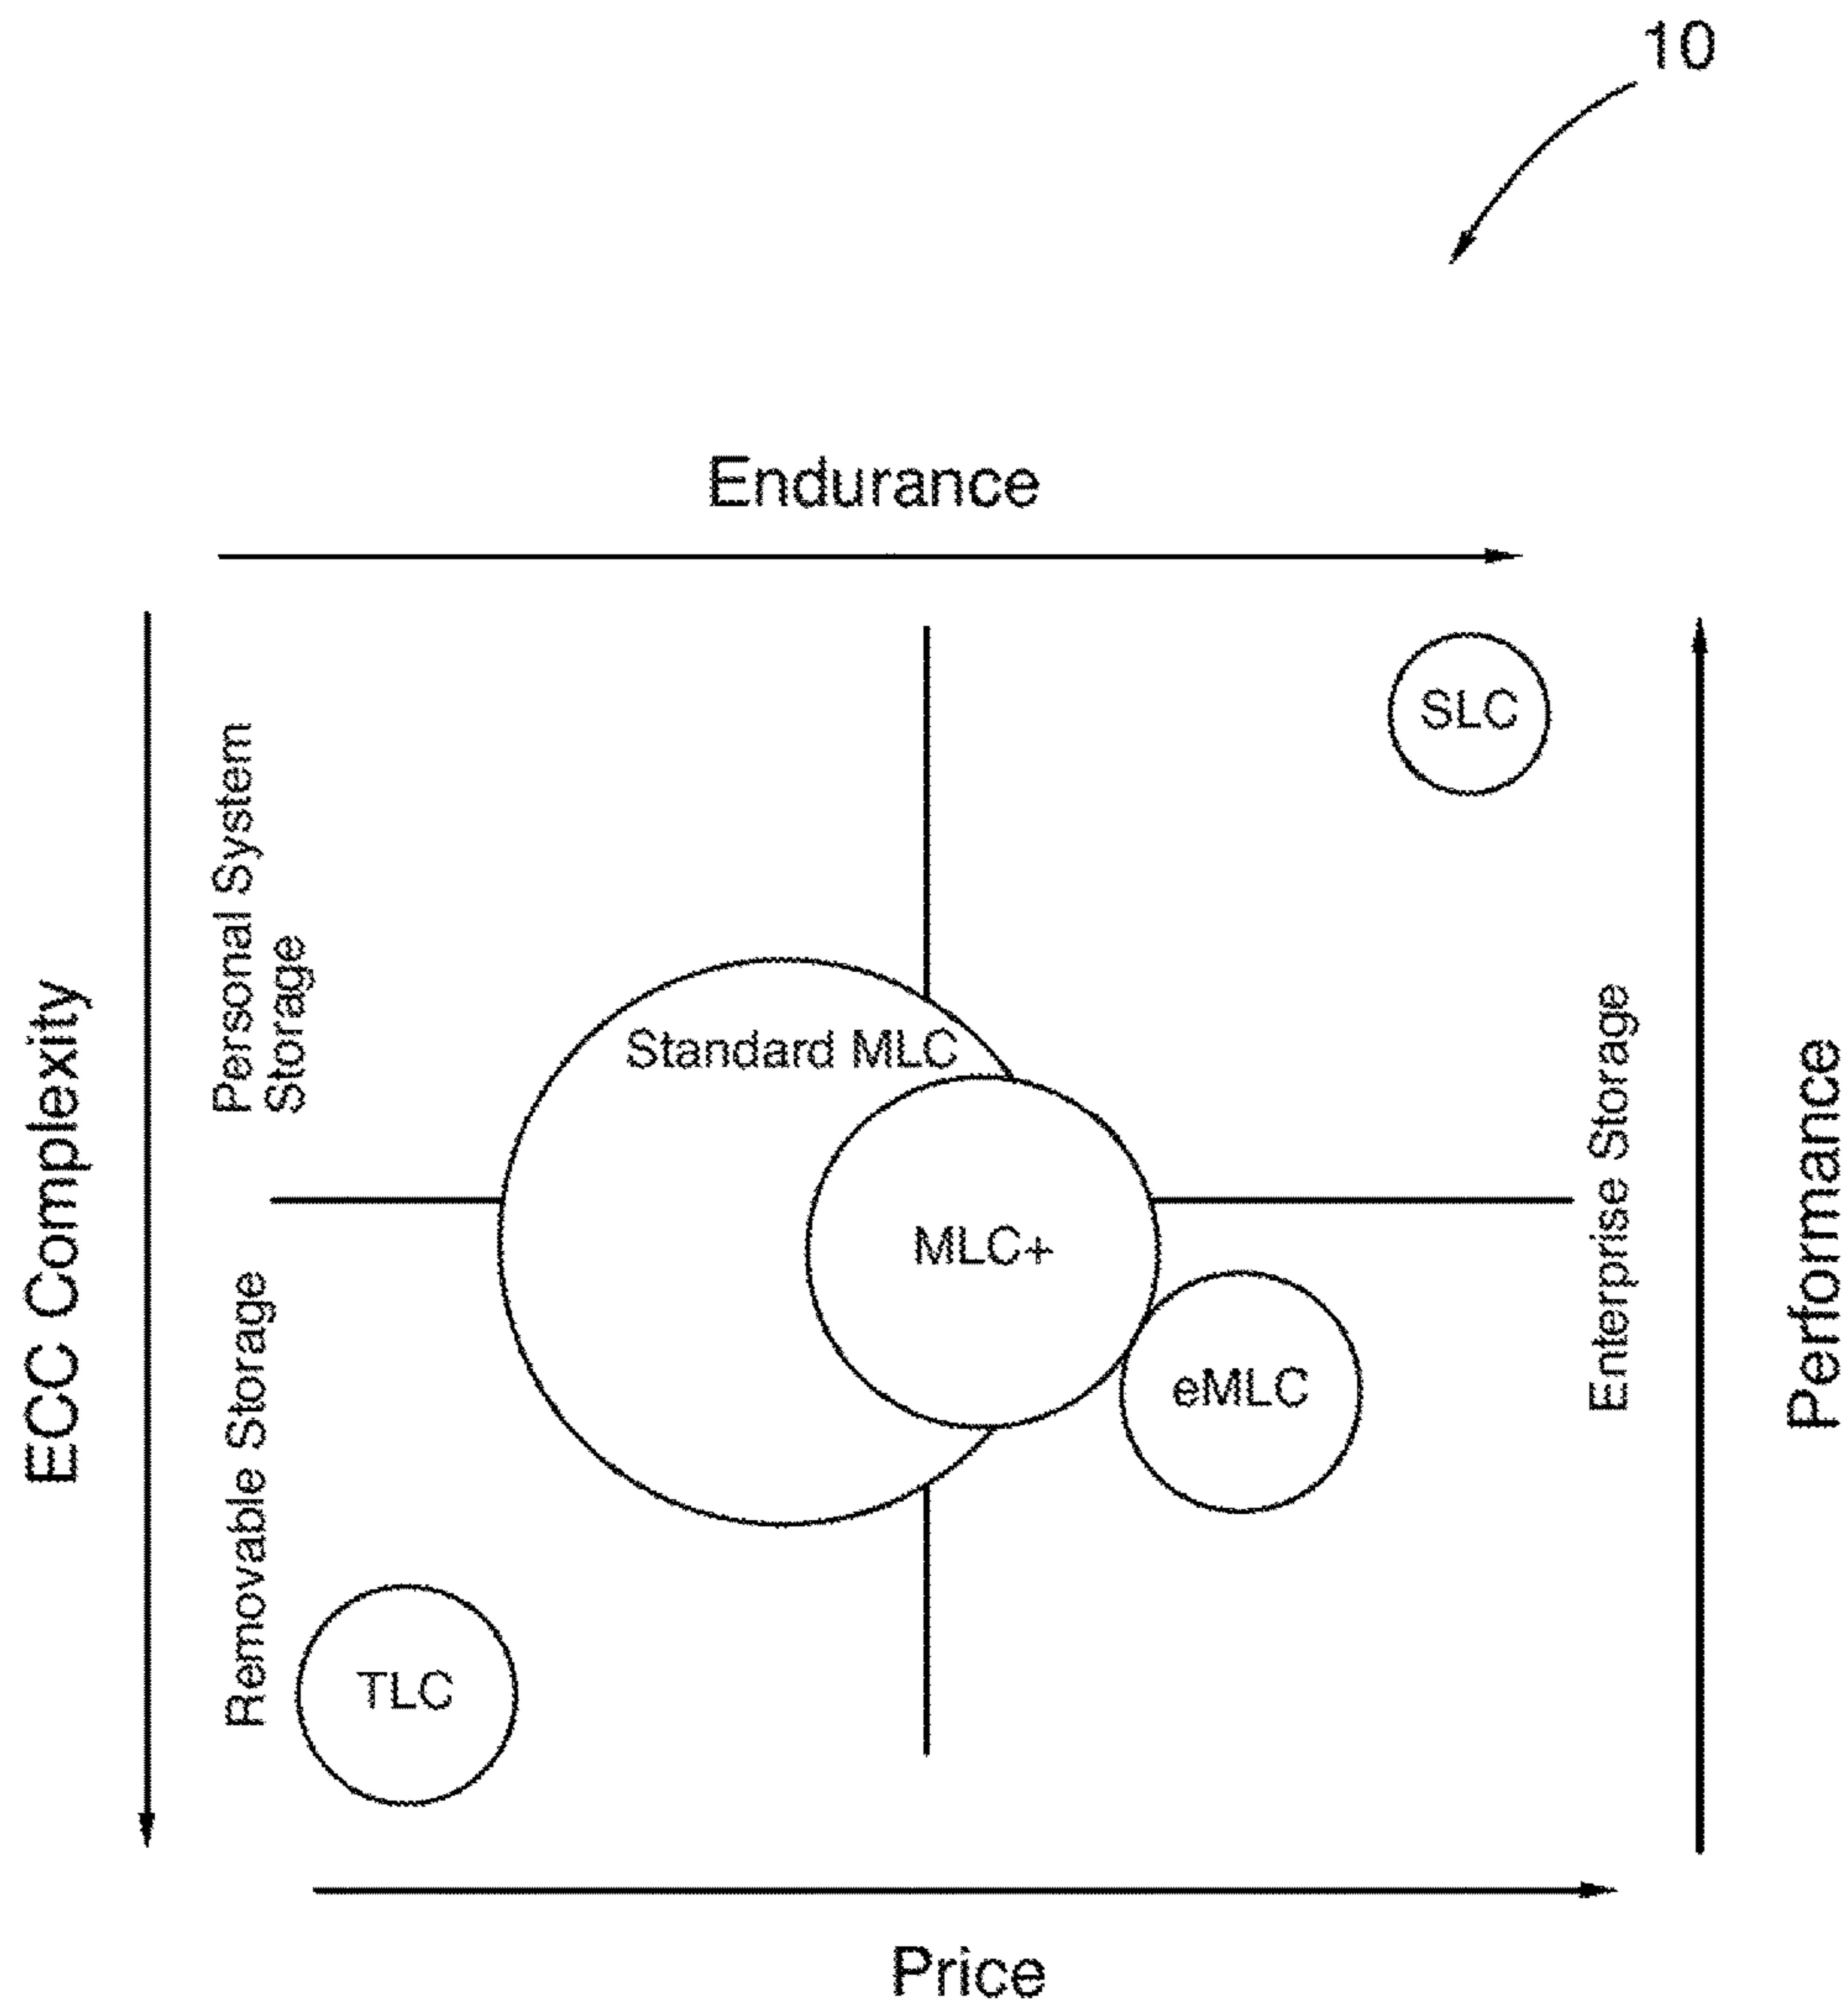 10
Endurance
SLC
Personal System
Storage
ECC Complexity
Standard MLC
Enterprise Storage
Performance
MLC+
Removable Storage
eMLC
TLC
Price